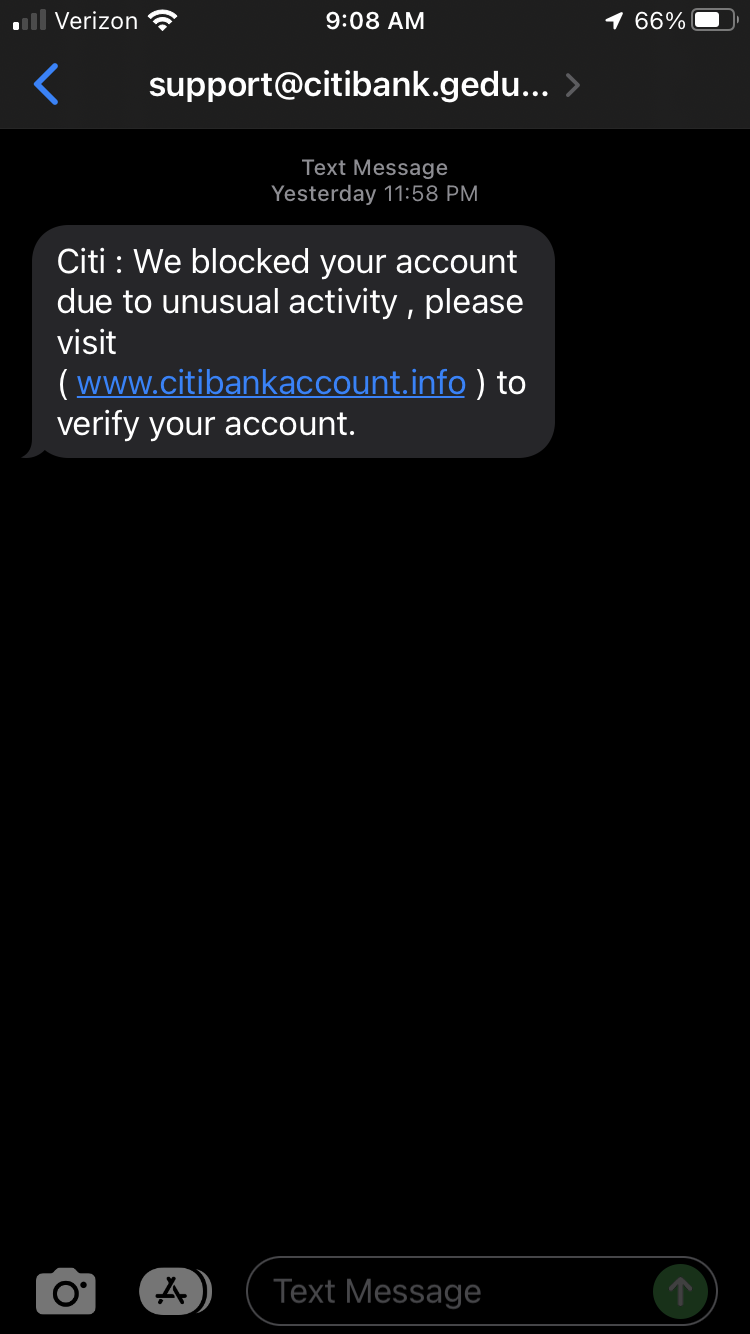 Verizon 9:08 AM 66%
support@citibank.gedu...
Text Message
Yesterday 11:58 PM
Citi : We blocked your account
due to unusual activity , please
visit
( www.citibankaccount.info ) to
verify your account.
Text Message